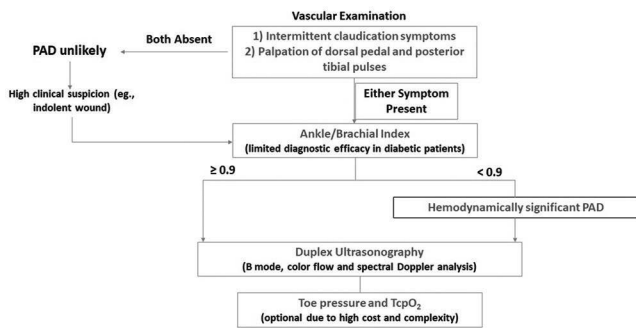 Vascular Examination
1) Intermittent claudication symptoms
2) Palpation of dorsal pedal and posterior
tibial pulses
Both Absent
PAD unlikely
High clinical suspicion (eg.,
indolent wound)
Either Symptom
Present
Ankle/Brachial Index
(limited diagnostic efficacy in diabetic patients)
≥ 0.9
< 0.9
Hemodynamically significant PAD
Duplex Ultrasonography
(B mode, color flow and spectral Doppler analysis)
Toe pressure and TcpO₂
(optional due to high cost and complexity)